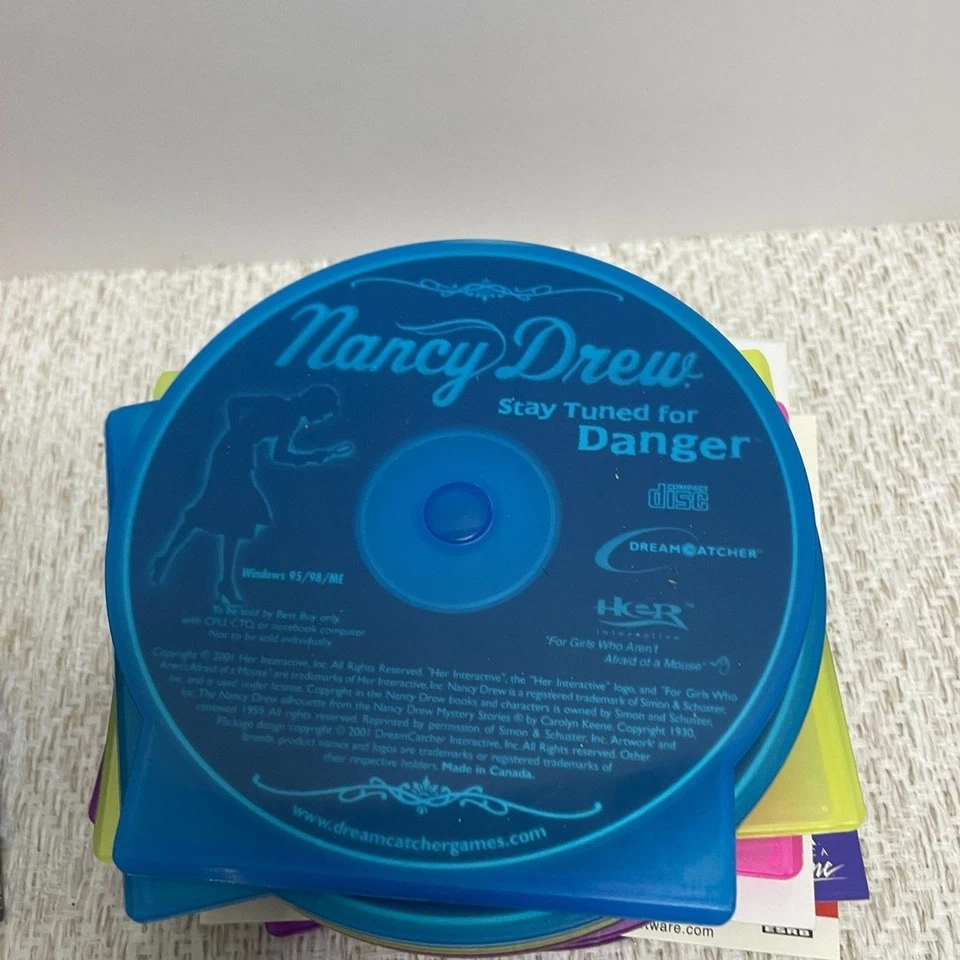 Nancy Drew
Stay Tuned for
Danger™
COMPACT
disc
DREAMCATCHER™
Windows 95/98/ME
HER™
interactive
To be sold by Best Buy only
with CPU, CTO, or notebook computer.
Not to be sold individually
"For Girls Who Aren't
Afraid of a Mouse"
Copyright © 2001 Her Interactive, Inc. All Rights Reserved. "Her Interactive", the "Her Interactive" logo, and "For Girls Who
Aren't Afraid of a Mouse" are trademarks of Her Interactive, Inc. Nancy Drew is a registered trademark of Simon & Schuster,
Inc. and is used under license. Copyright in the Nancy Drew books and characters is owned by Simon and Schuster,
Inc. The Nancy Drew silhouette from the Nancy Drew Mystery Stories ® by Carolyn Keene. Copyright 1930,
renewed 1959. All rights reserved. Reprinted by permission of Simon & Schuster, Inc. Artwork and
Package design copyright © 2001 DreamCatcher Interactive, Inc. All Rights reserved. Other
brands, product names and logos are trademarks or registered trademarks of
their respective holders. Made in Canada.
www.dreamcatchergames.com
ware.com
ESRB